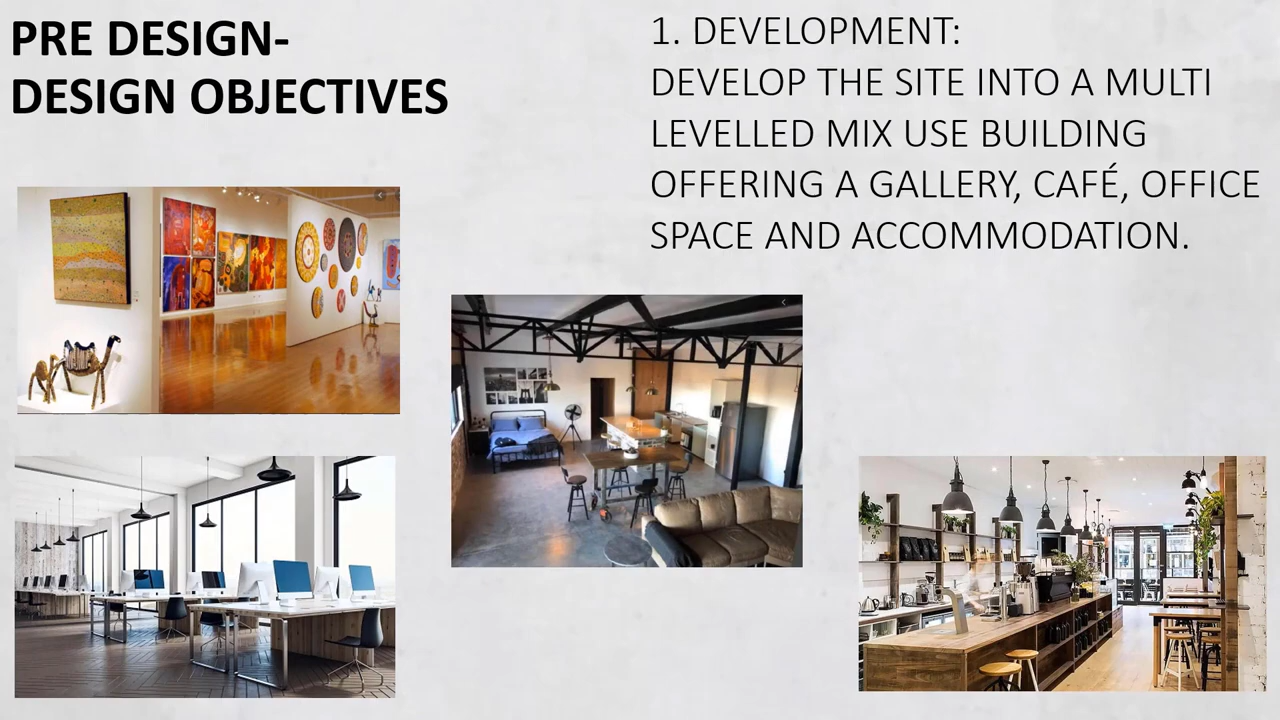 PRE DESIGN-
DESIGN OBJECTIVES
1. DEVELOPMENT:
DEVELOP THE SITE INTO A MULTI
LEVELLED MIX USE BUILDING
OFFERING A GALLERY, CAFÉ, OFFICE
SPACE AND ACCOMMODATION.